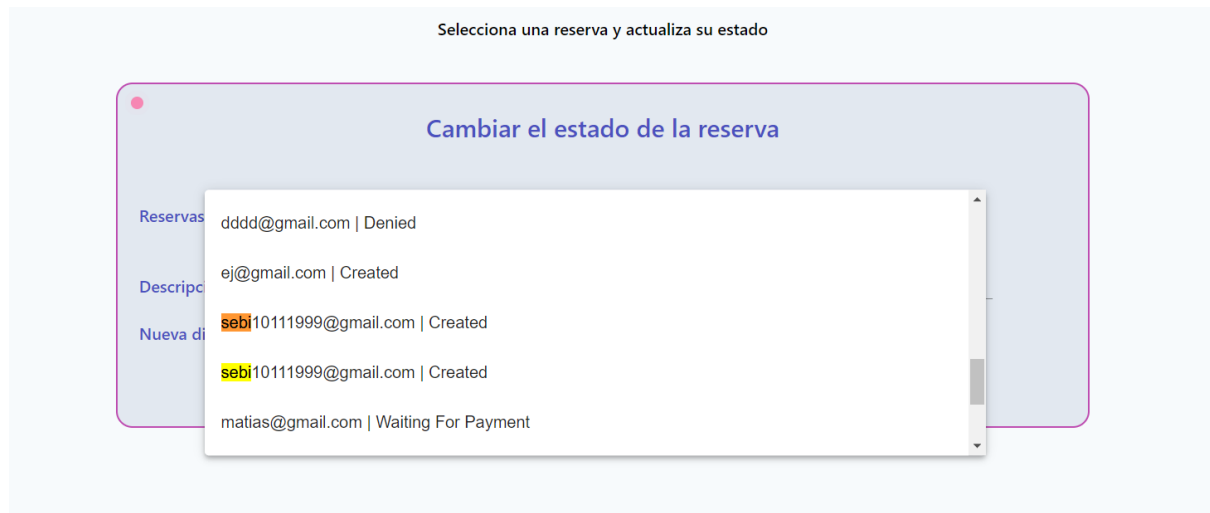 Selecciona una reserva y actualiza su estado
Cambiar el estado de la reserva
Reservas
dddd@gmail.com | Denied
ej@gmail.com | Created
Descripc
sebi10111999@gmail.com | Created
Nueva di
sebi10111999@gmail.com | Created
matias@gmail.com | Waiting For Payment